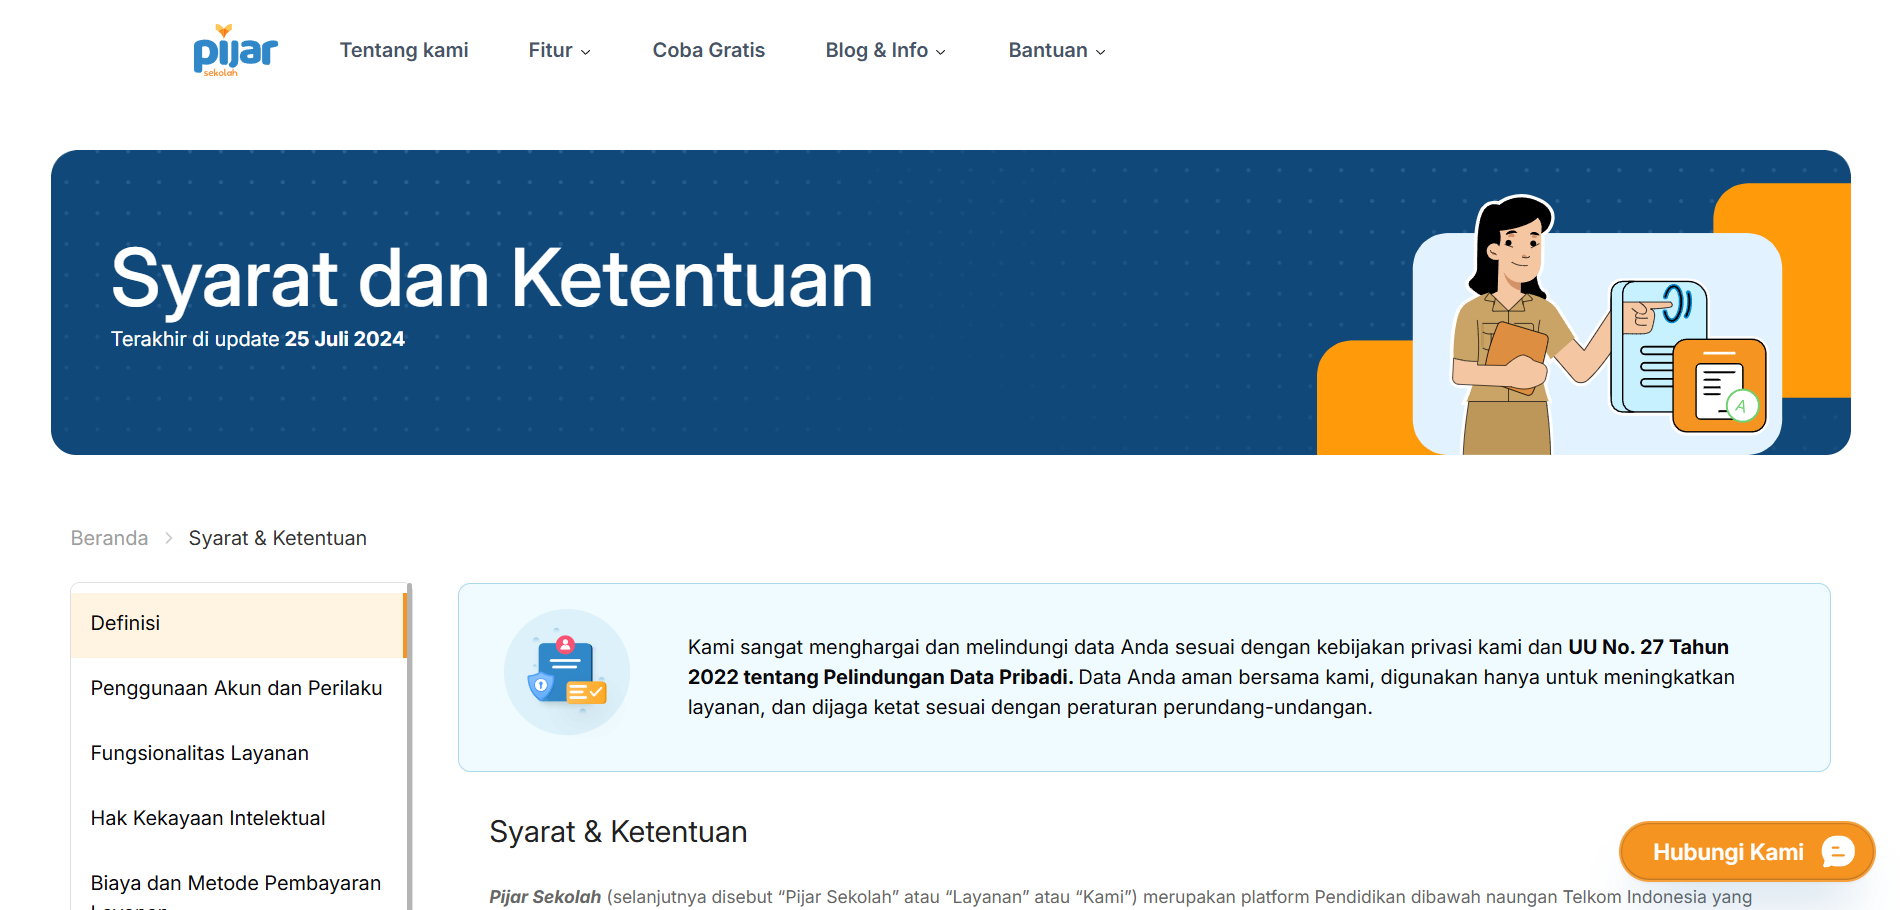 pijar
sekolah
Tentang kami
Fitur
Coba Gratis
Blog & Info
Bantuan
Syarat dan Ketentuan
Terakhir di update 25 Juli 2024
A
Beranda > Syarat & Ketentuan
Definisi
Penggunaan Akun dan Perilaku
Fungsionalitas Layanan
Hak Kekayaan Intelektual
Biaya dan Metode Pembayaran
Layanan
Kami sangat menghargai dan melindungi data Anda sesuai dengan kebijakan privasi kami dan UU No. 27 Tahun
2022 tentang Pelindungan Data Pribadi. Data Anda aman bersama kami, digunakan hanya untuk meningkatkan
layanan, dan dijaga ketat sesuai dengan peraturan perundang-undangan.
Syarat & Ketentuan
Pijar Sekolah (selanjutnya disebut “Pijar Sekolah” atau “Layanan” atau “Kami”) merupakan platform Pendidikan dibawah naungan Telkom Indonesia yang
Hubungi Kami